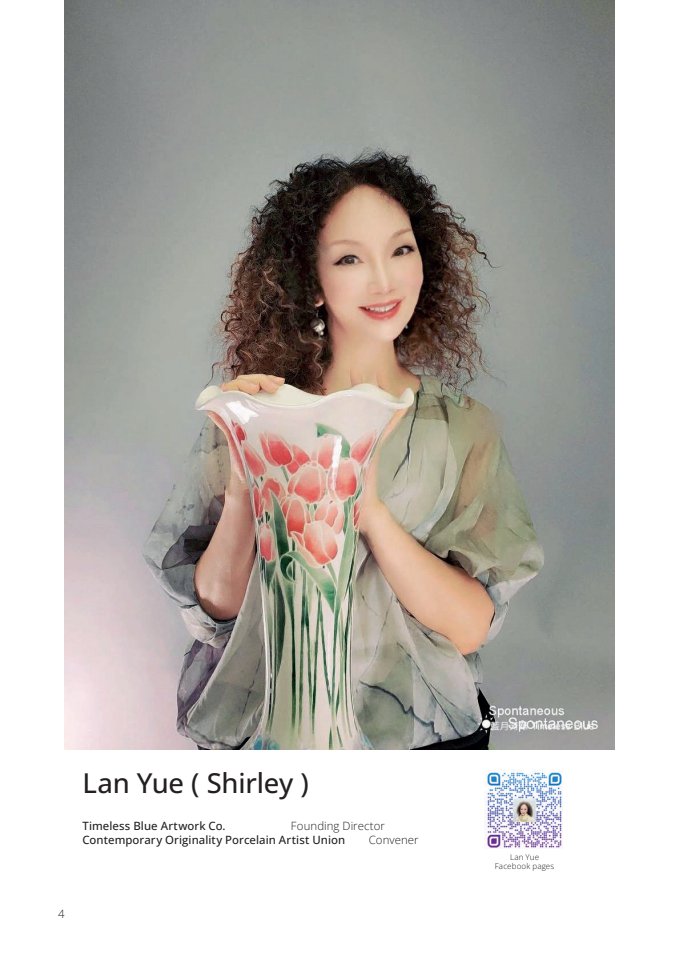 Spontaneous
Spontaneous
Lan Yue ( Shirley )
Timeless Blue Artwork Co. Founding Director
Contemporary Originality Porcelain Artist Union Convener
Lan Yue
Facebook pages
4